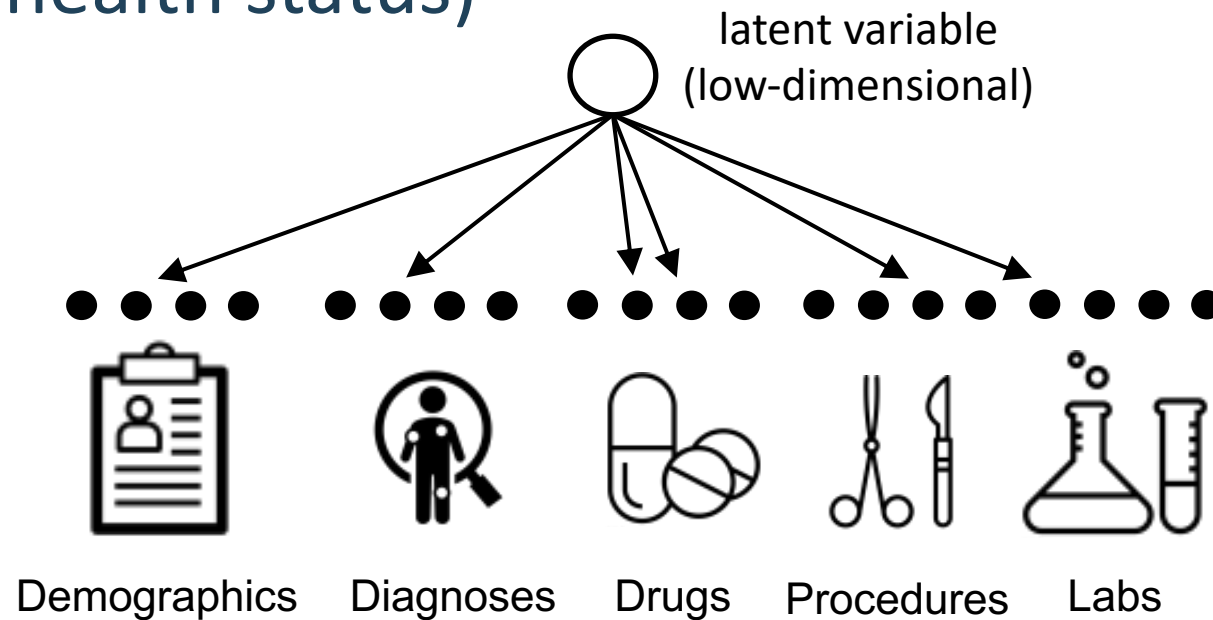 health status)
latent variable
(low-dimensional)
Demographics Diagnoses Drugs Procedures Labs